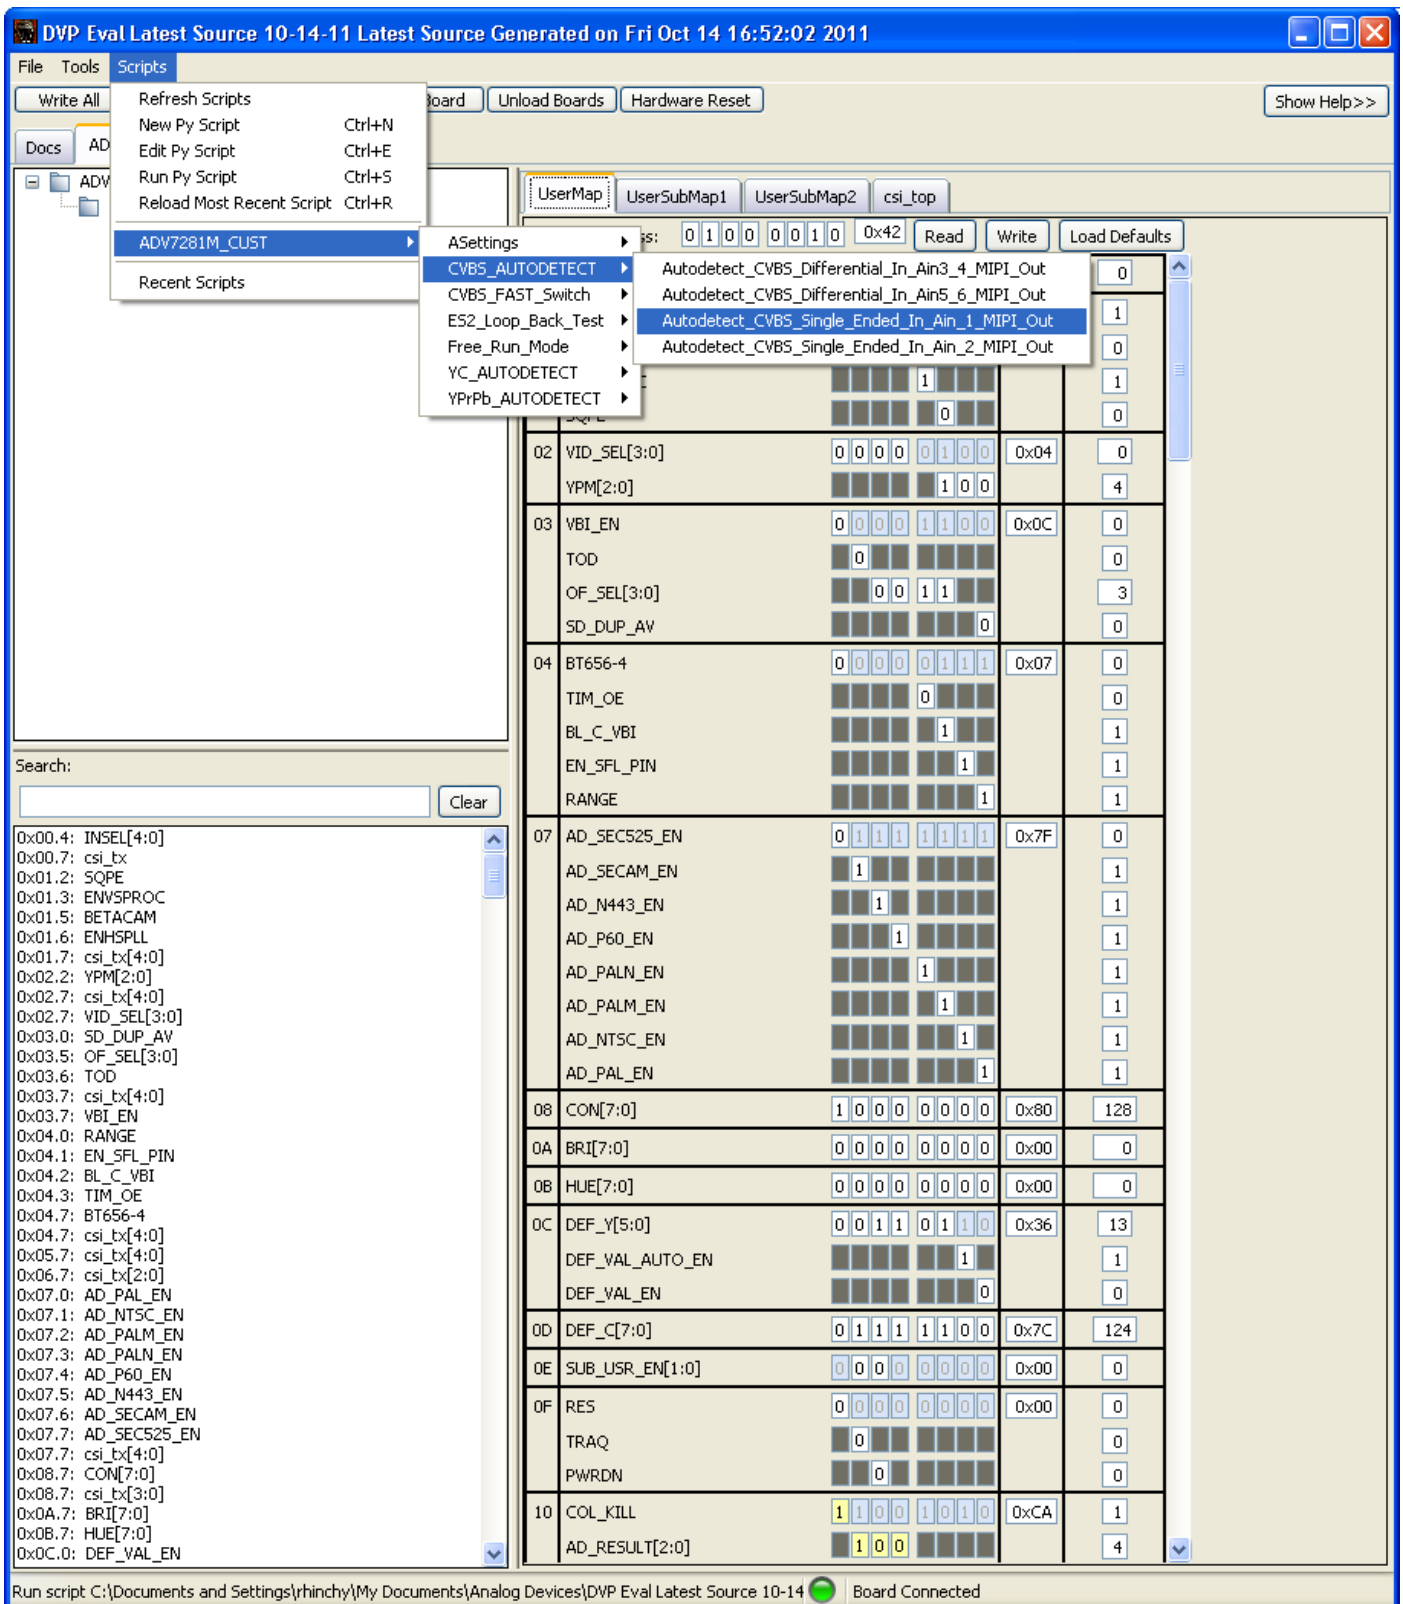 DVP Eval Latest Source 10-14-11 Latest Source Generated on Fri Oct 14 16:52:02 2011
File Tools Scripts
Write All Board Unload Boards Hardware Reset Show Help>>
Refresh Scripts
New Py Script Ctrl+N
Edit Py Script Ctrl+E
Run Py Script Ctrl+S
Reload Most Recent Script Ctrl+R
ADV7281M_CUST
Recent Scripts
ASettings
CVBS_AUTODETECT
CVBS_FAST_Switch
ES2_Loop_Back_Test
Free_Run_Mode
YC_AUTODETECT
YPrPb_AUTODETECT
Autodetect_CVBS_Differential_In_Ain3_4_MIPI_Out
Autodetect_CVBS_Differential_In_Ain5_6_MIPI_Out
Autodetect_CVBS_Single_Ended_In_Ain_1_MIPI_Out
Autodetect_CVBS_Single_Ended_In_Ain_2_MIPI_Out
Docs AD
ADV
Search:
Clear
0x00.4: INSEL[4:0]
0x00.7: csi_tx
0x01.2: SQPE
0x01.3: ENVSPROC
0x01.5: BETACAM
0x01.6: ENHSPLL
0x01.7: csi_tx[4:0]
0x02.2: YPM[2:0]
0x02.7: csi_tx[4:0]
0x02.7: VID_SEL[3:0]
0x03.0: SD_DUP_AV
0x03.5: OF_SEL[3:0]
0x03.6: TOD
0x03.7: csi_tx[4:0]
0x03.7: VBI_EN
0x04.0: RANGE
0x04.1: EN_SFL_PIN
0x04.2: BL_C_VBI
0x04.3: TIM_OE
0x04.7: BT656-4
0x04.7: csi_tx[4:0]
0x05.7: csi_tx[4:0]
0x06.7: csi_tx[2:0]
0x07.0: AD_PAL_EN
0x07.1: AD_NTSC_EN
0x07.2: AD_PALM_EN
0x07.3: AD_PALN_EN
0x07.4: AD_P60_EN
0x07.5: AD_N443_EN
0x07.6: AD_SECAM_EN
0x07.7: AD_SEC525_EN
0x07.7: csi_tx[4:0]
0x08.7: CON[7:0]
0x08.7: csi_tx[3:0]
0x0A.7: BRI[7:0]
0x0B.7: HUE[7:0]
0x0C.0: DEF_VAL_EN
UserMap UserSubMap1 UserSubMap2 csi_top
ss: 0 1 0 0 0 0 1 0 0x42 Read Write Load Defaults
0
1
0
1 1
SQPE 0 0
02 VID_SEL[3:0] 0 0 0 0 0 1 0 0 0x04 0
YPM[2:0] 1 0 0 4
03 VBI_EN 0 0 0 0 1 1 0 0 0x0C 0
TOD 0 0
OF_SEL[3:0] 0 0 1 1 3
SD_DUP_AV 0 0
04 BT656-4 0 0 0 0 0 1 1 1 0x07 0
TIM_OE 0 0
BL_C_VBI 1 1
EN_SFL_PIN 1 1
RANGE 1 1
07 AD_SEC525_EN 0 1 1 1 1 1 1 1 0x7F 0
AD_SECAM_EN 1 1
AD_N443_EN 1 1
AD_P60_EN 1 1
AD_PALN_EN 1 1
AD_PALM_EN 1 1
AD_NTSC_EN 1 1
AD_PAL_EN 1 1
08 CON[7:0] 1 0 0 0 0 0 0 0 0x80 128
0A BRI[7:0] 0 0 0 0 0 0 0 0 0x00 0
0B HUE[7:0] 0 0 0 0 0 0 0 0 0x00 0
0C DEF_Y[5:0] 0 0 1 1 0 1 1 0 0x36 13
DEF_VAL_AUTO_EN 1 1
DEF_VAL_EN 0 0
0D DEF_C[7:0] 0 1 1 1 1 1 0 0 0x7C 124
0E SUB_USR_EN[1:0] 0 0 0 0 0 0 0 0 0x00 0
0F RES 0 0 0 0 0 0 0 0 0x00 0
TRAQ 0 0
PWRDN 0 0
10 COL_KILL 1 1 0 0 1 0 1 0 0xCA 1
AD_RESULT[2:0] 1 0 0 4
Run script C:\Documents and Settings\rhinchy\My Documents\Analog Devices\DVP Eval Latest Source 10-14 Board Connected